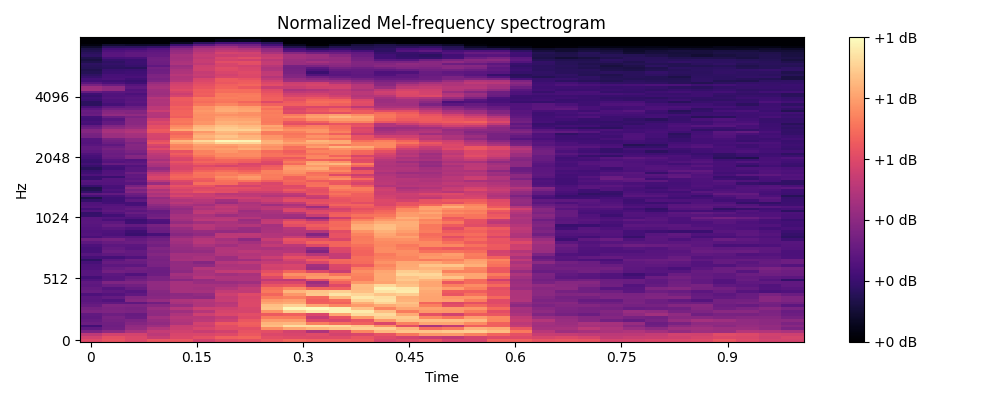 Normalized Mel-frequency spectrogram
Hz
4096
2048
1024
512
0
0 0.15 0.3 0.45 0.6 0.75 0.9
Time
+1 dB
+1 dB
+1 dB
+0 dB
+0 dB
+0 dB